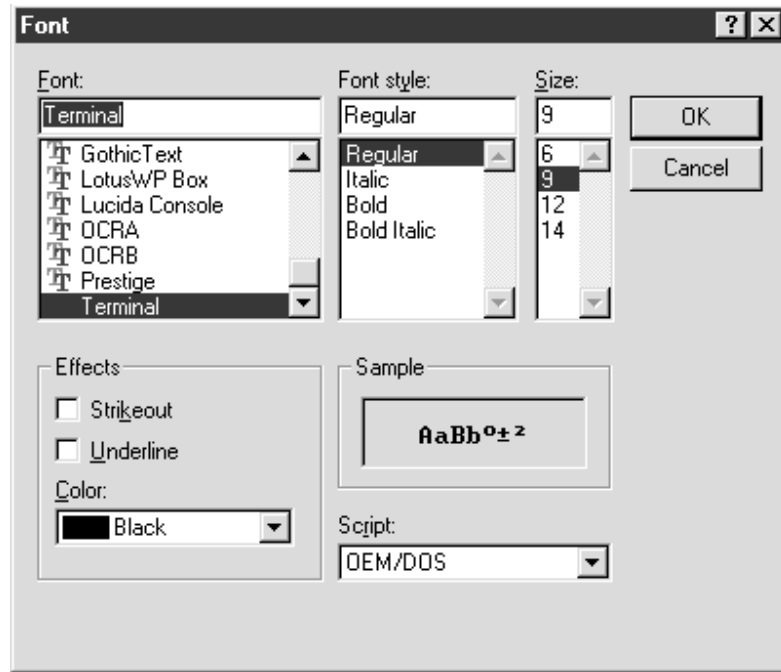 Font
Font: Font style: Size:
Terminal Regular 9
GothicText Regular 6
LotusWP Box Italic 9
Lucida Console Bold 12
OCRA Bold Italic 14
OCRB
Prestige
Terminal
OK
Cancel
Effects
Strikeout
Underline
Color:
Black
Sample
AaBbº±²
Script:
OEM/DOS